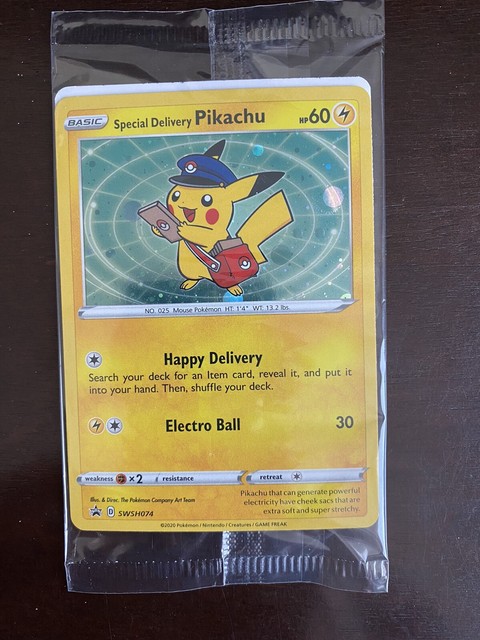 BASIC Special Delivery Pikachu HP60
NO. 025 Mouse Pokémon HT: 1'4" WT: 13.2 lbs.
Happy Delivery
Search your deck for an Item card, reveal it, and put it
into your hand. Then, shuffle your deck.
Electro Ball 30
weakness ×2 resistance retreat
Illus. & Direc. The Pokémon Company Art Team
D SWSH074
Pikachu that can generate powerful
electricity have cheek sacs that are
extra soft and super stretchy.
©2020 Pokémon / Nintendo / Creatures / GAME FREAK